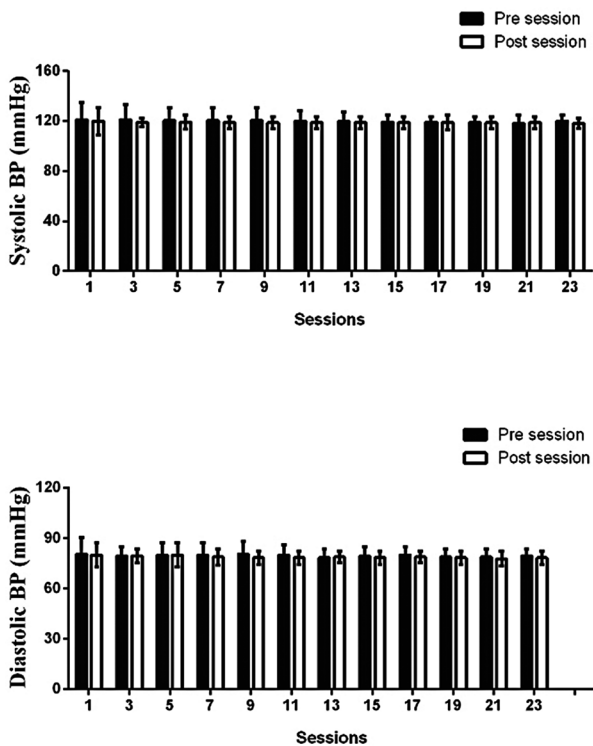 Pre session
Post session
Systolic BP (mmHg)
160
120
80
40
0
1 3 5 7 9 11 13 15 17 19 21 23
Sessions
Pre session
Post session
Diastolic BP (mmHg)
120
90
60
30
0
1 3 5 7 9 11 13 15 17 19 21 23
Sessions